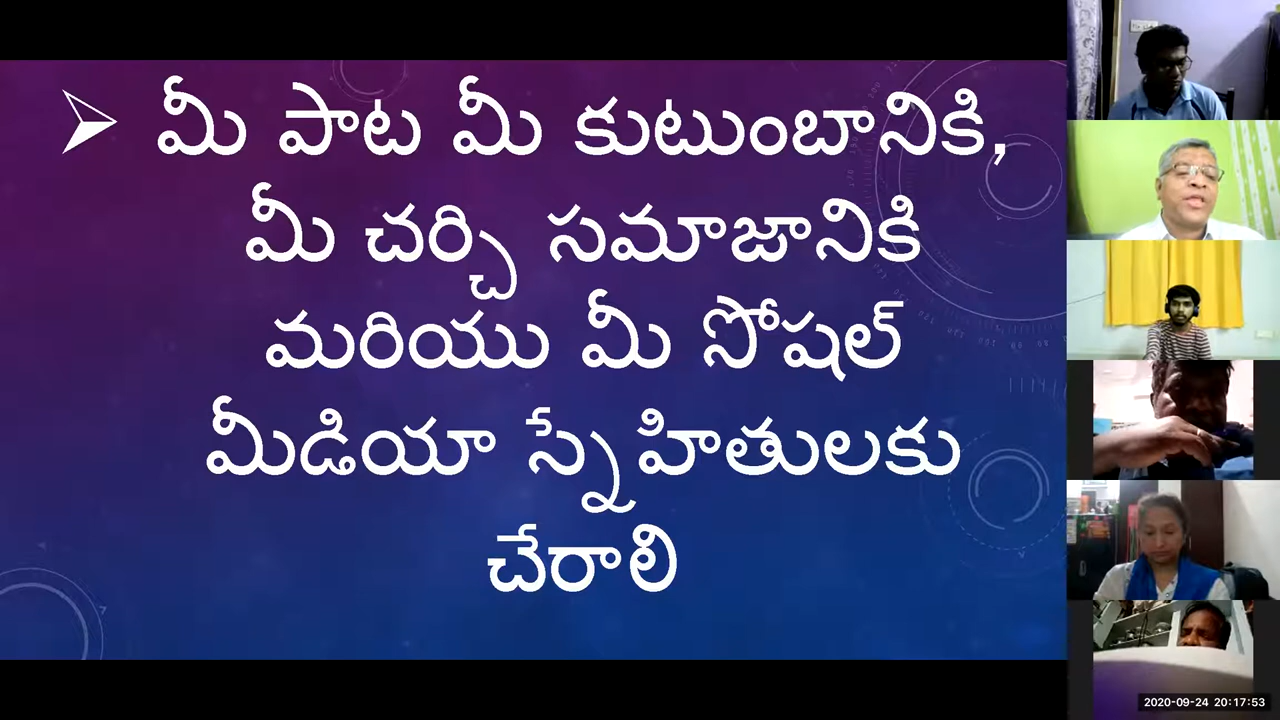 మీ పాట మీ కుటుంబానికి,
మీ చర్చి సమాజానికి
మరియు మీ సోషల్
మీడియా స్నేహితులకు
చేరాలి
2020-09-24 20:17:53